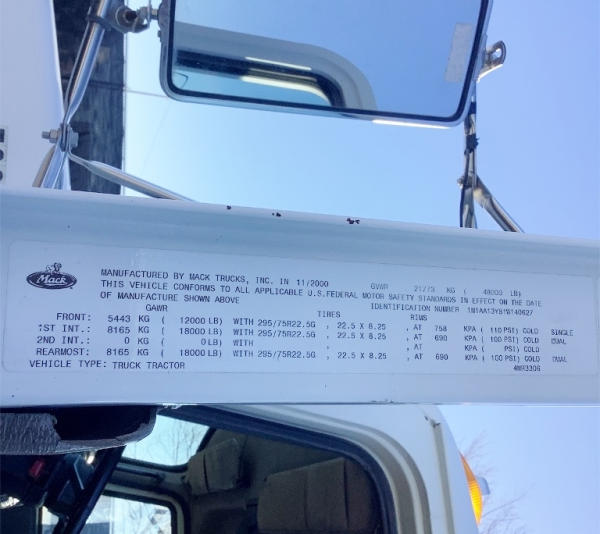 Mack
MANUFACTURED BY MACK TRUCKS, INC. IN 11/2000 GVWR 21773 KG ( 48000 LB)
THIS VEHICLE CONFORMS TO ALL APPLICABLE U.S.FEDERAL MOTOR SAFETY STANDARDS IN EFFECT ON THE DATE
OF MANUFACTURE SHOWN ABOVE IDENTIFICATION NUMBER
GAWR TIRES RIMS
FRONT: 5443 KG ( 12000 LB) WITH 295/75R22.5G , 22.5 X 8.25 , AT 758 KPA ( 110 PSI) COLD SINGLE
1ST INT.: 8165 KG ( 18000 LB) WITH 295/75R22.5G , 22.5 X 8.25 , AT 690 KPA ( 100 PSI) COLD DUAL
2ND INT.: 0 KG ( 0 LB) WITH , , AT KPA ( PSI) COLD
REARMOST: 8165 KG ( 18000 LB) WITH 295/75R22.5G , 22.5 X 8.25 , AT 690 KPA ( 100 PSI) COLD DUAL
VEHICLE TYPE: TRUCK TRACTOR 4MR330G